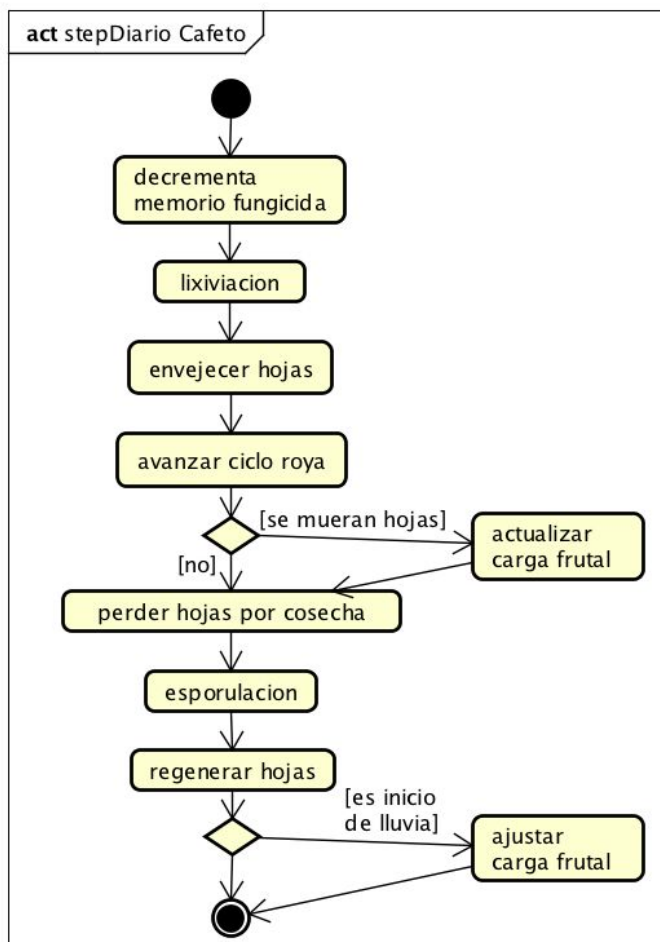 act stepDiario Cafeto
decrementa
memorio fungicida
lixiviacion
envejecer hojas
avanzar ciclo roya
[se mueran hojas]
actualizar
carga frutal
[no]
perder hojas por cosecha
esporulacion
regenerar hojas
[es inicio
de lluvia]
ajustar
carga frutal